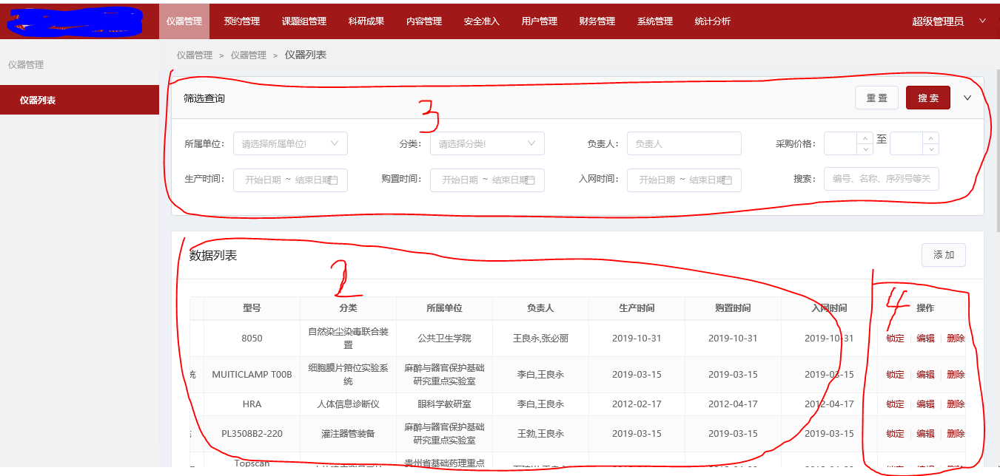 仪器管理 预约管理 课题组管理 科研成果 内容管理 安全准入 用户管理 财务管理 系统管理 统计分析 超级管理员
仪器管理
仪器列表
仪器管理 > 仪器管理 > 仪器列表
筛选查询 重置 搜索
3
所属单位: 请选择所属单位! 分类: 请选择分类! 负责人: 负责人 采购价格: 至
生产时间: 开始日期 ~ 结束日期 购置时间: 开始日期 ~ 结束日期 入网时间: 开始日期 ~ 结束日期 搜索: 编号、名称、序列号等关
数据列表 添加
2 4
型号 分类 所属单位 负责人 生产时间 购置时间 入网时间 操作
8050 自然染尘染毒联合装置 公共卫生学院 王良永,张必丽 2019-10-31 2019-10-31 2019-10-31 锁定 编辑 删除
统 MUITICLAMP T00B 细胞膜片箝位实验系统 麻醉与器官保护基础研究重点实验室 李白,王良永 2019-03-15 2019-03-15 2019-03-15 锁定 编辑 删除
HRA 人体信息诊断仪 眼科学教研室 李白,王良永 2012-02-17 2012-04-17 2012-04-17 锁定 编辑 删除
PL3508B2-220 灌注器管装备 麻醉与器官保护基础研究重点实验室 王勃,王良永 2019-03-15 2019-03-15 2019-03-15 锁定 编辑 删除
Topscan 贵州省基础药理重点